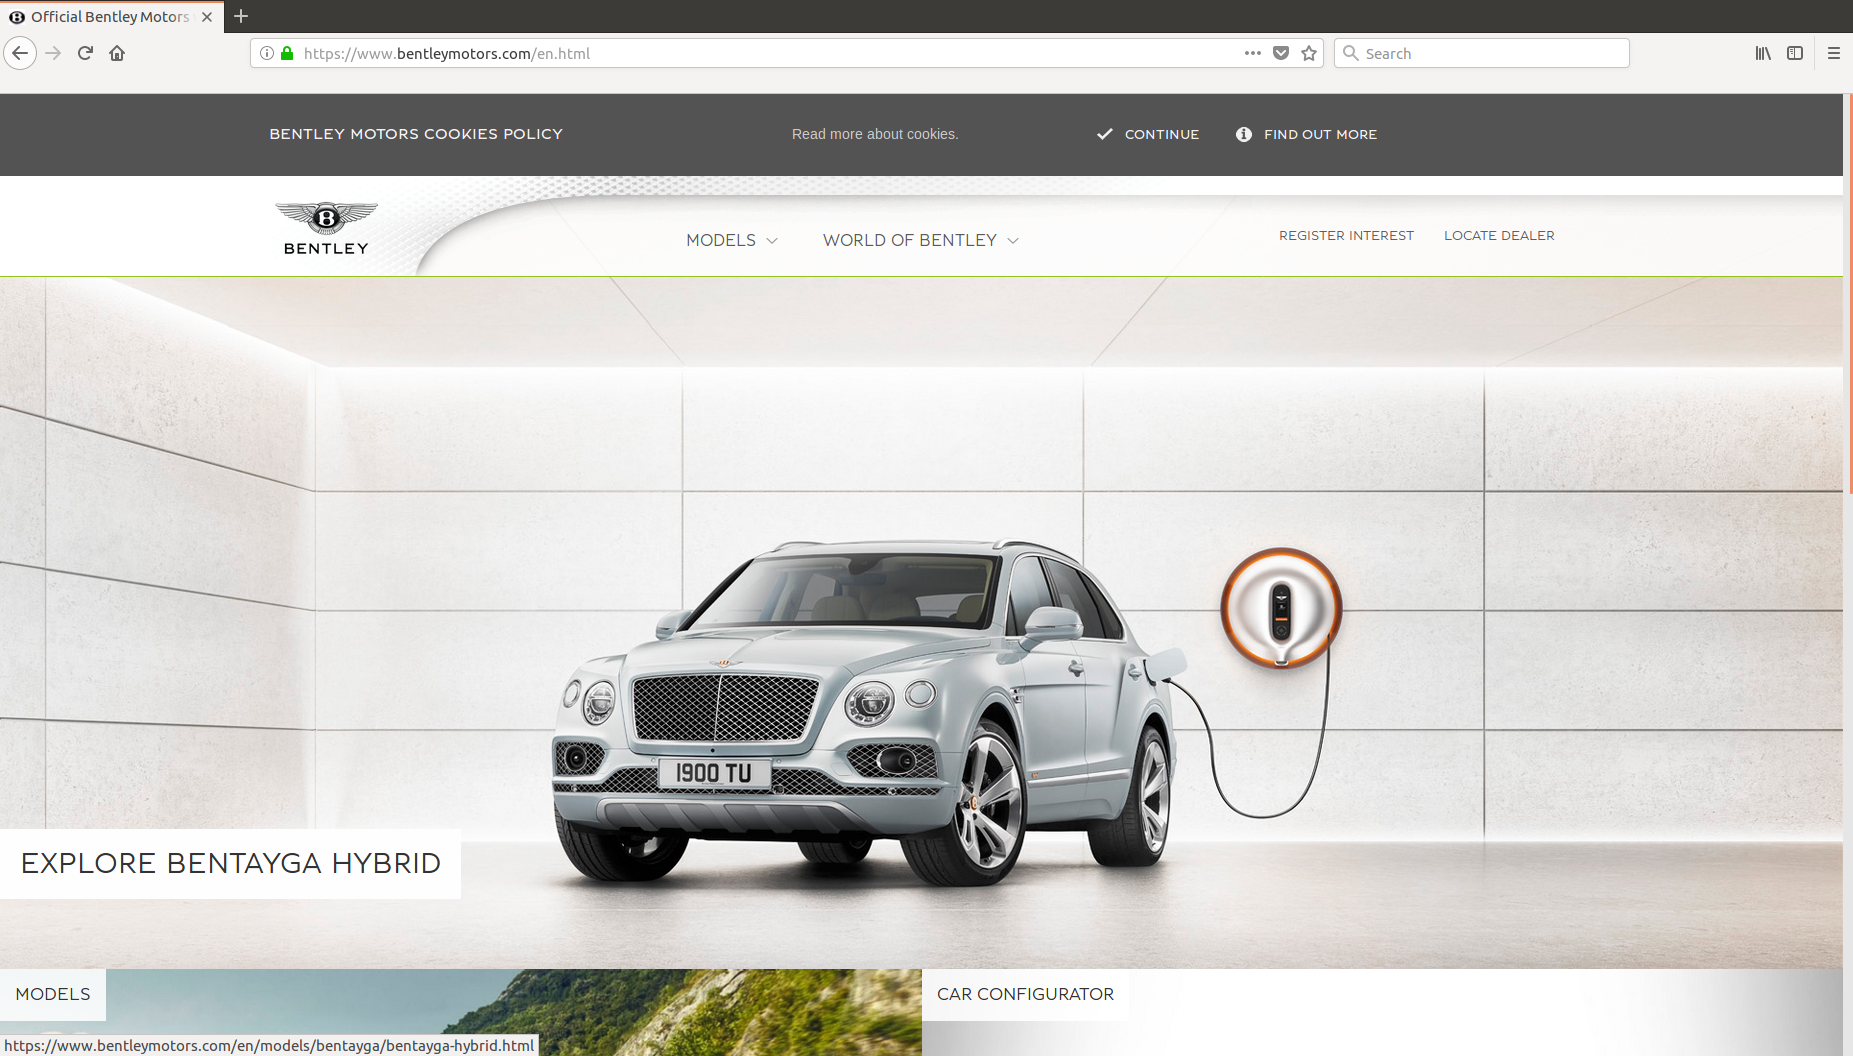 Official Bentley Motors
https://www.bentleymotors.com/en.html
Search
BENTLEY MOTORS COOKIES POLICY
Read more about cookies.
CONTINUE
FIND OUT MORE
B
BENTLEY
MODELS
WORLD OF BENTLEY
REGISTER INTEREST
LOCATE DEALER
1900 TU
EXPLORE BENTAYGA HYBRID
MODELS
CAR CONFIGURATOR
https://www.bentleymotors.com/en/models/bentayga/bentayga-hybrid.html